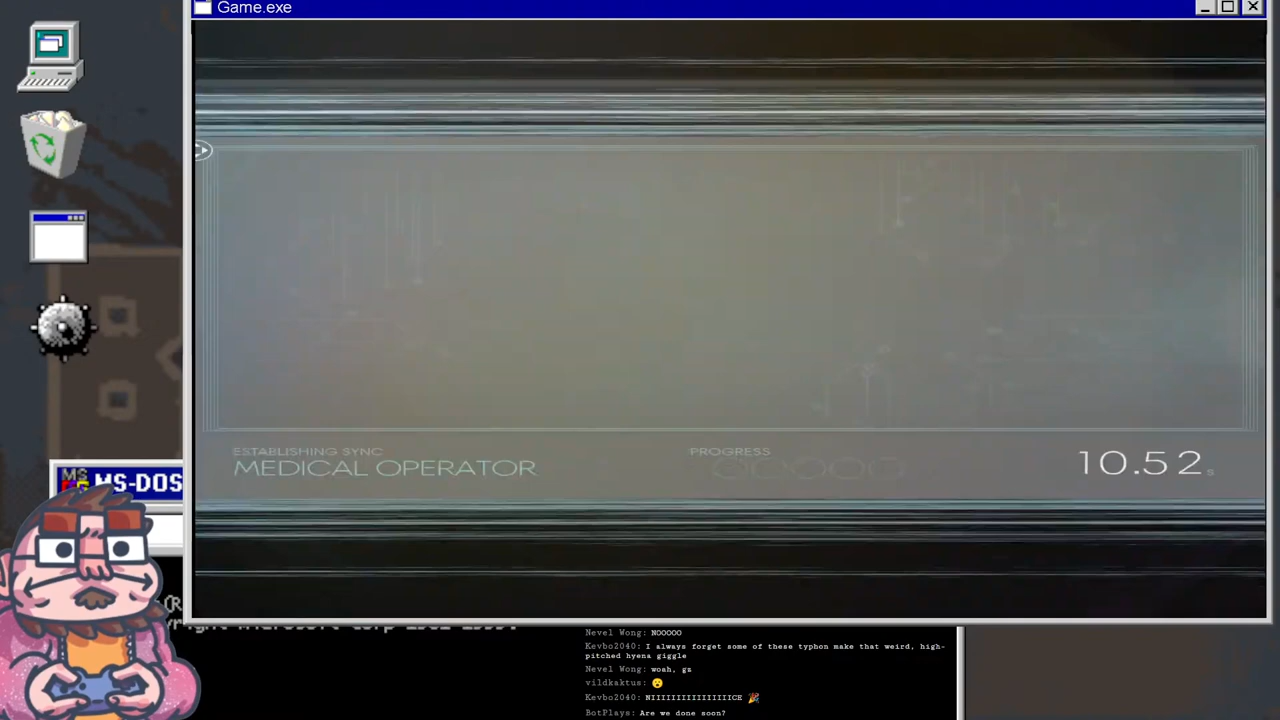 Game.exe
ESTABLISHING SYNC
MEDICAL OPERATOR
PROGRESS
10.52s
MS-DOS
Nevel Wong: NOOOOO
Kevbo2040: I always forget some of these typhon make that weird, high-
pitched hyena giggle
Nevel Wong: woah, gs
vildkaktus: 😮
Kevbo2040: NIIIIIIIIIIIIIIICE 🎉
BotPlays: Are we done soon?